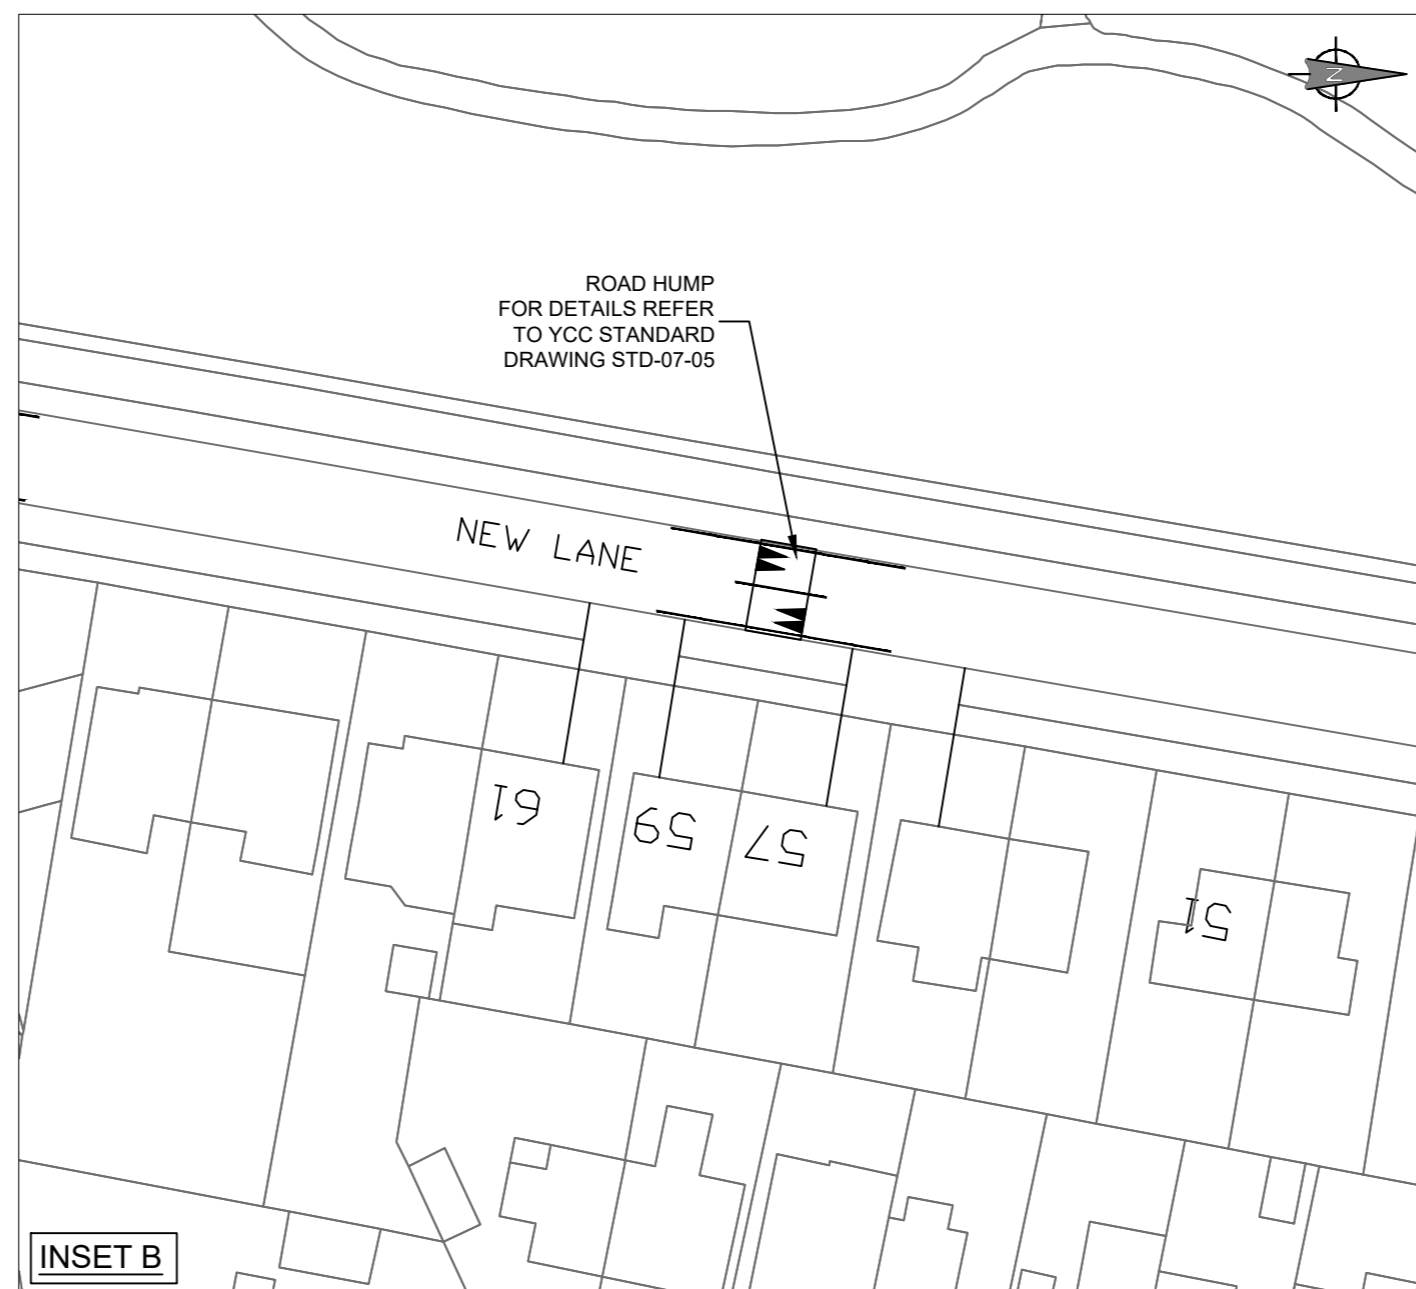 N
ROAD HUMP
FOR DETAILS REFER
TO YCC STANDARD
DRAWING STD-07-05
NEW LANE
61
59
57
51
INSET B